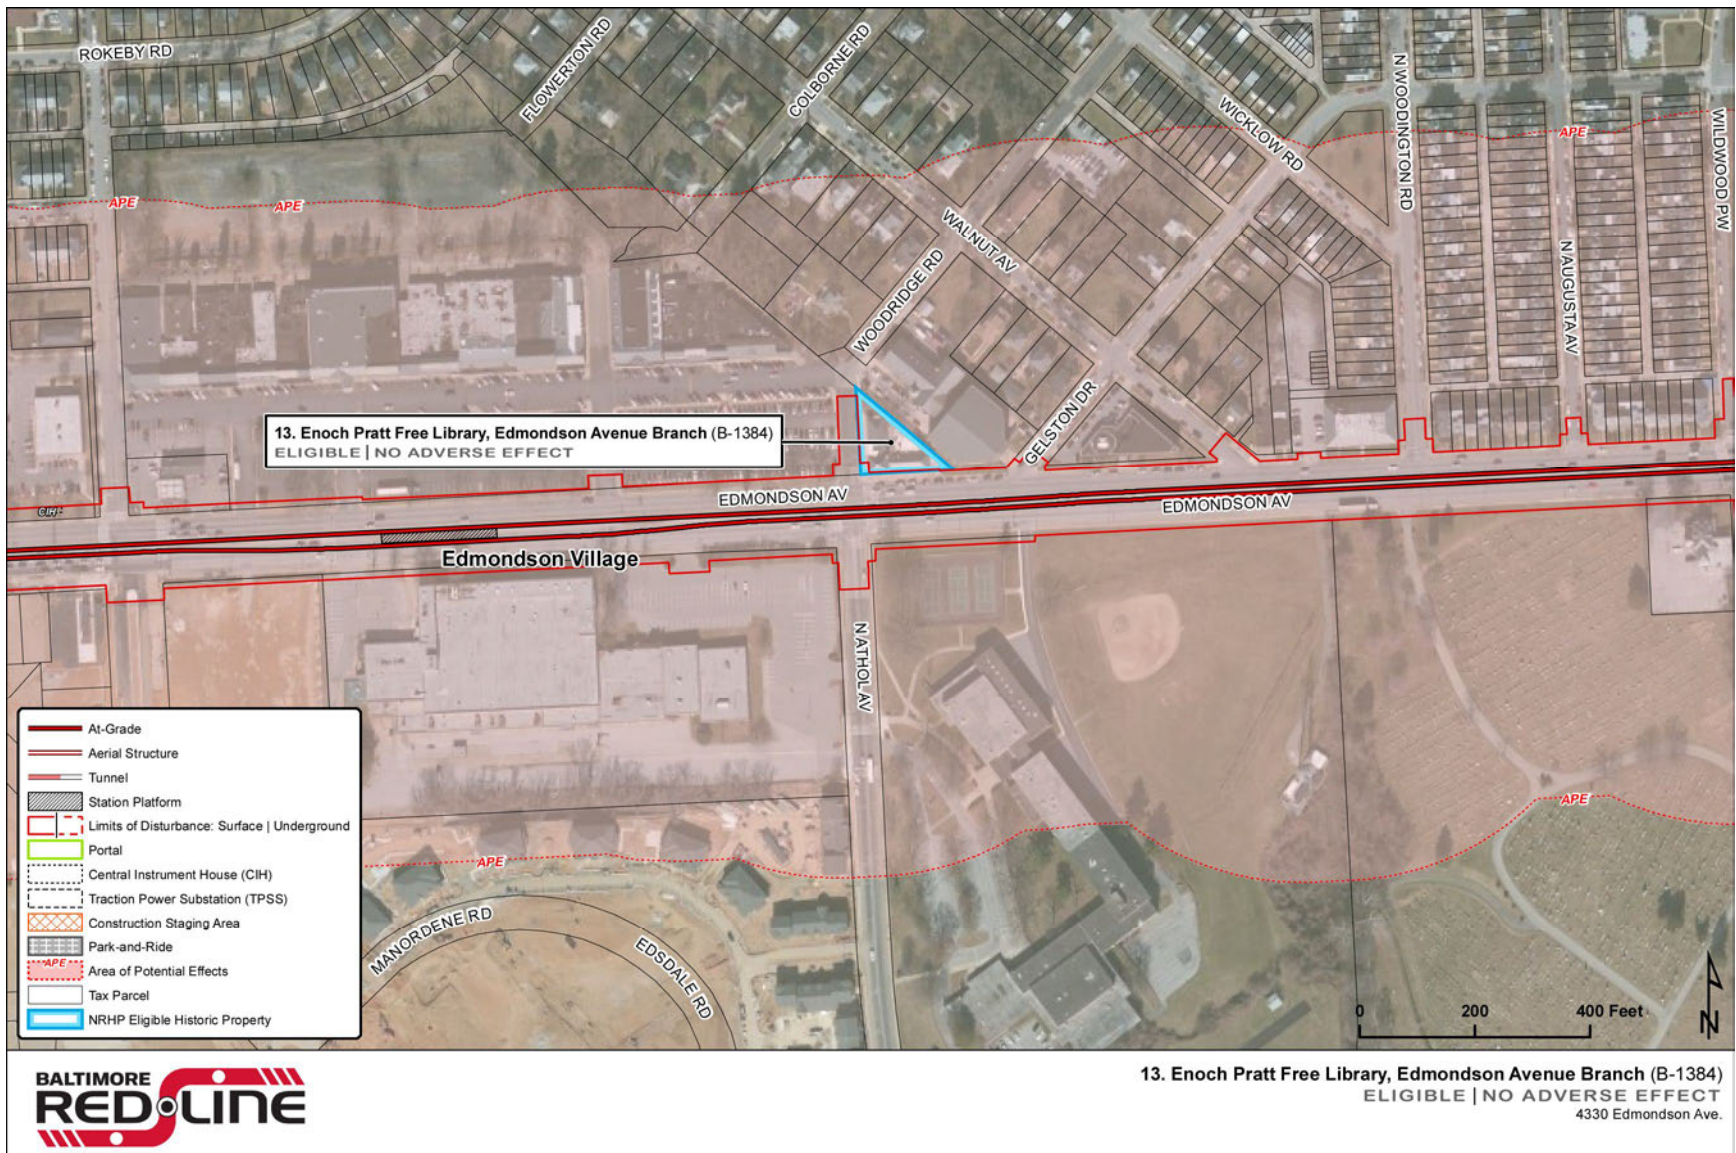 ROKEBY RD
FLOWERTON RD
COLBORNE RD
WICKLOW RD
N WOODINGTON RD
WILDWOOD PW
APE
APE
APE
WALNUT AV
WOODRIDGE RD
N AUGUSTA AV
GELSTON DR
13. Enoch Pratt Free Library, Edmondson Avenue Branch (B-1384)
ELIGIBLE | NO ADVERSE EFFECT
CIH
EDMONDSON AV
EDMONDSON AV
Edmondson Village
N ATHOL AV
APE
APE
MANORDENE RD
EDSDALE RD
At-Grade
Aerial Structure
Tunnel
Station Platform
Limits of Disturbance: Surface | Underground
Portal
Central Instrument House (CIH)
Traction Power Substation (TPSS)
Construction Staging Area
Park-and-Ride
APE
Area of Potential Effects
Tax Parcel
NRHP Eligible Historic Property
0 200 400 Feet
N
BALTIMORE
RED LINE
13. Enoch Pratt Free Library, Edmondson Avenue Branch (B-1384)
ELIGIBLE | NO ADVERSE EFFECT
4330 Edmondson Ave.